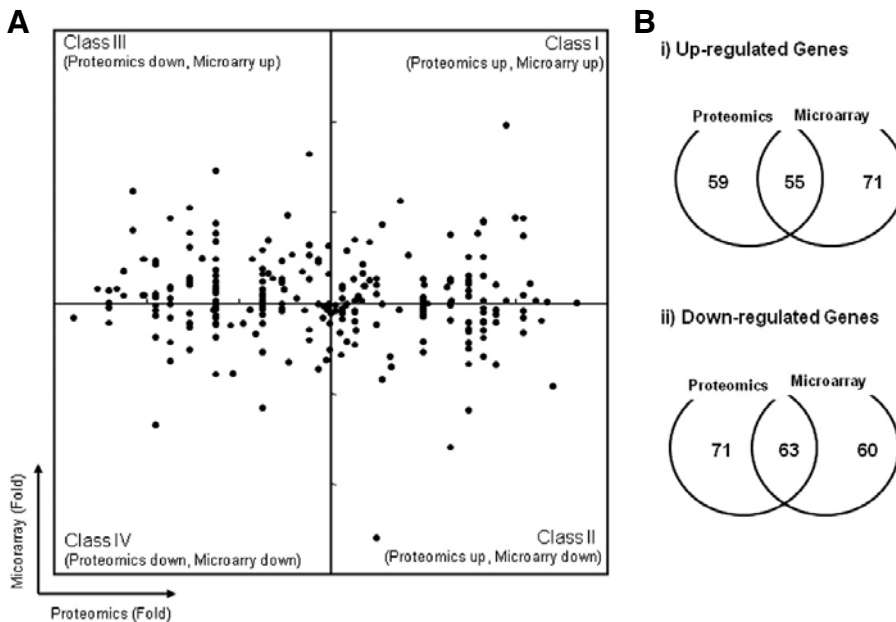 A
Class III
(Proteomics down, Microarry up)
Class I
(Proteomics up, Microarry up)
Class IV
(Proteomics down, Microarry down)
Class II
(Proteomics up, Microarry down)
Micorarray (Fold)
Proteomics (Fold)
B
i) Up-regulated Genes
Proteomics Microarray
59 55 71
ii) Down-regulated Genes
Proteomics Microarray
71 63 60